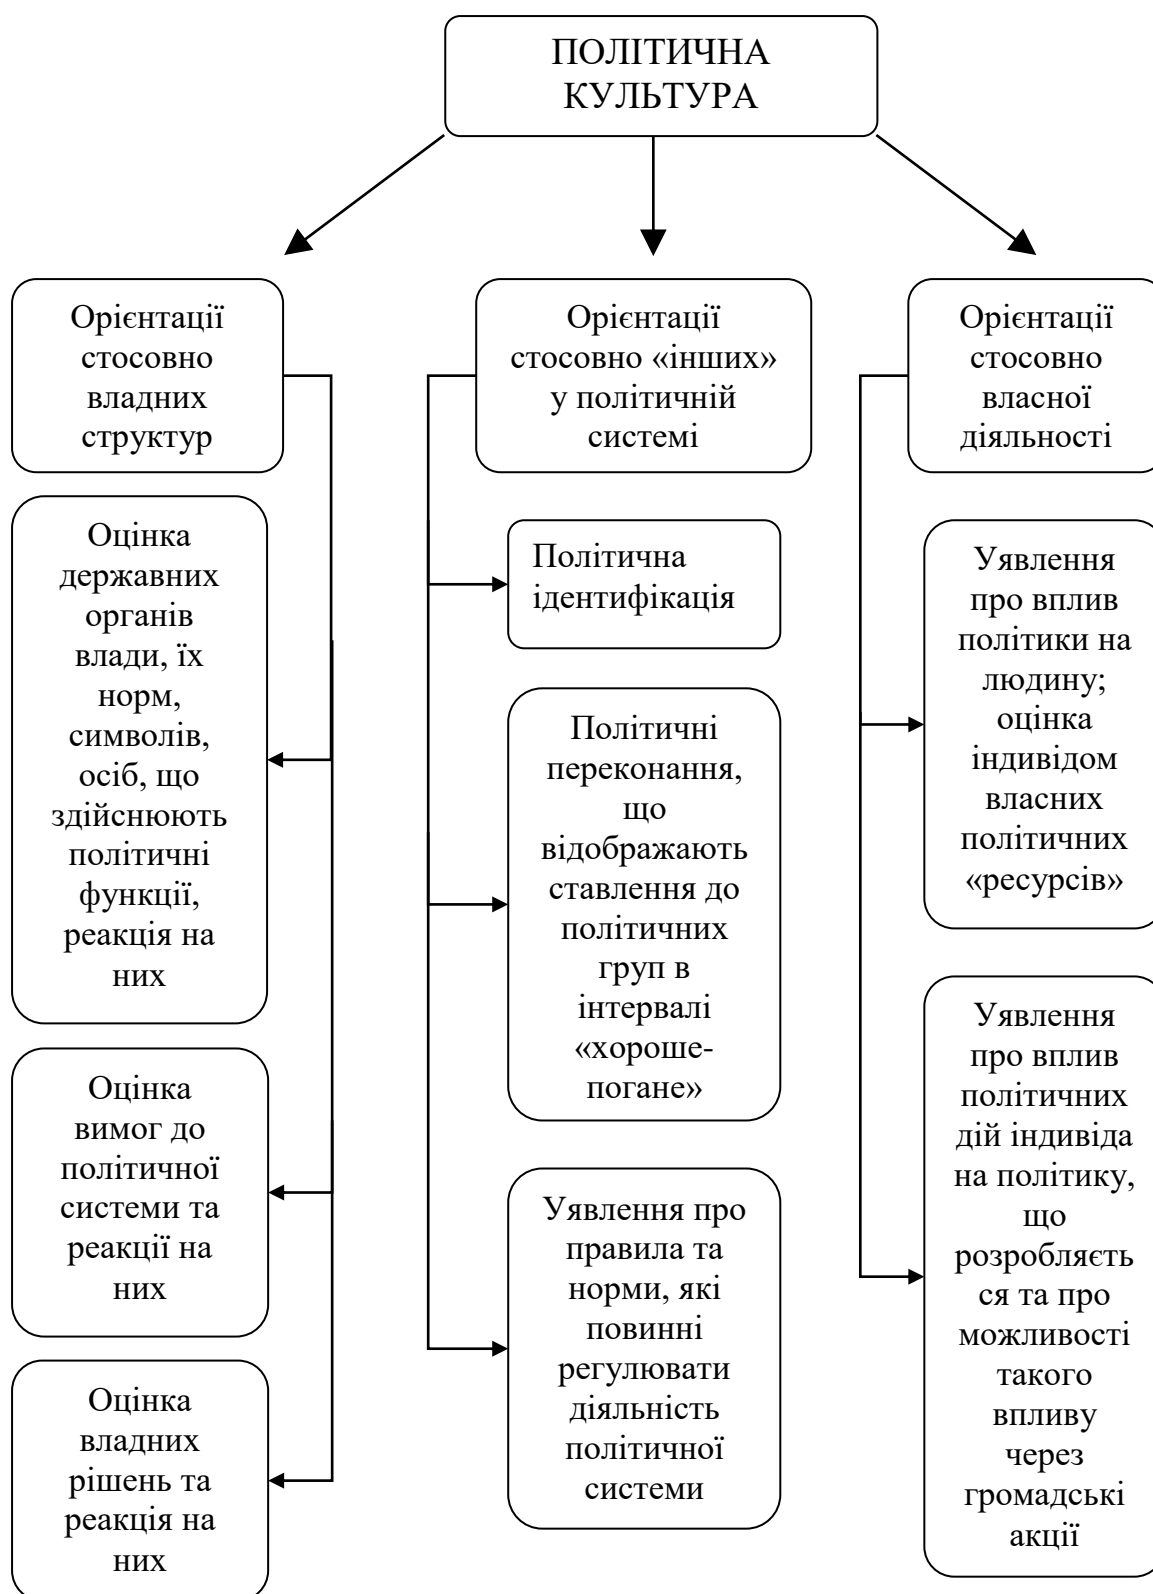 ПОЛІТИЧНА
КУЛЬТУРА
Орієнтації
стосовно
владних
структур
Оцінка
державних
органів
влади, їх
норм,
символів,
осіб, що
здійснюють
політичні
функції,
реакція на
них
Оцінка
вимог до
політичної
системи та
реакції на
них
Оцінка
владних
рішень та
реакція на
них
Орієнтації
стосовно «інших»
у політичній
системі
Політична
ідентифікація
Політичні
переконання,
що
відображають
ставлення до
політичних
груп в
інтервалі
«хороше-
погане»
Уявлення про
правила та
норми, які
повинні
регулювати
діяльність
політичної
системи
Орієнтації
стосовно
власної
діяльності
Уявлення
про вплив
політики на
людину;
оцінка
індивідом
власних
політичних
«ресурсів»
Уявлення
про вплив
політичних
дій індивіда
на політику,
що
розробляєть
ся та про
можливості
такого
впливу
через
громадські
акції